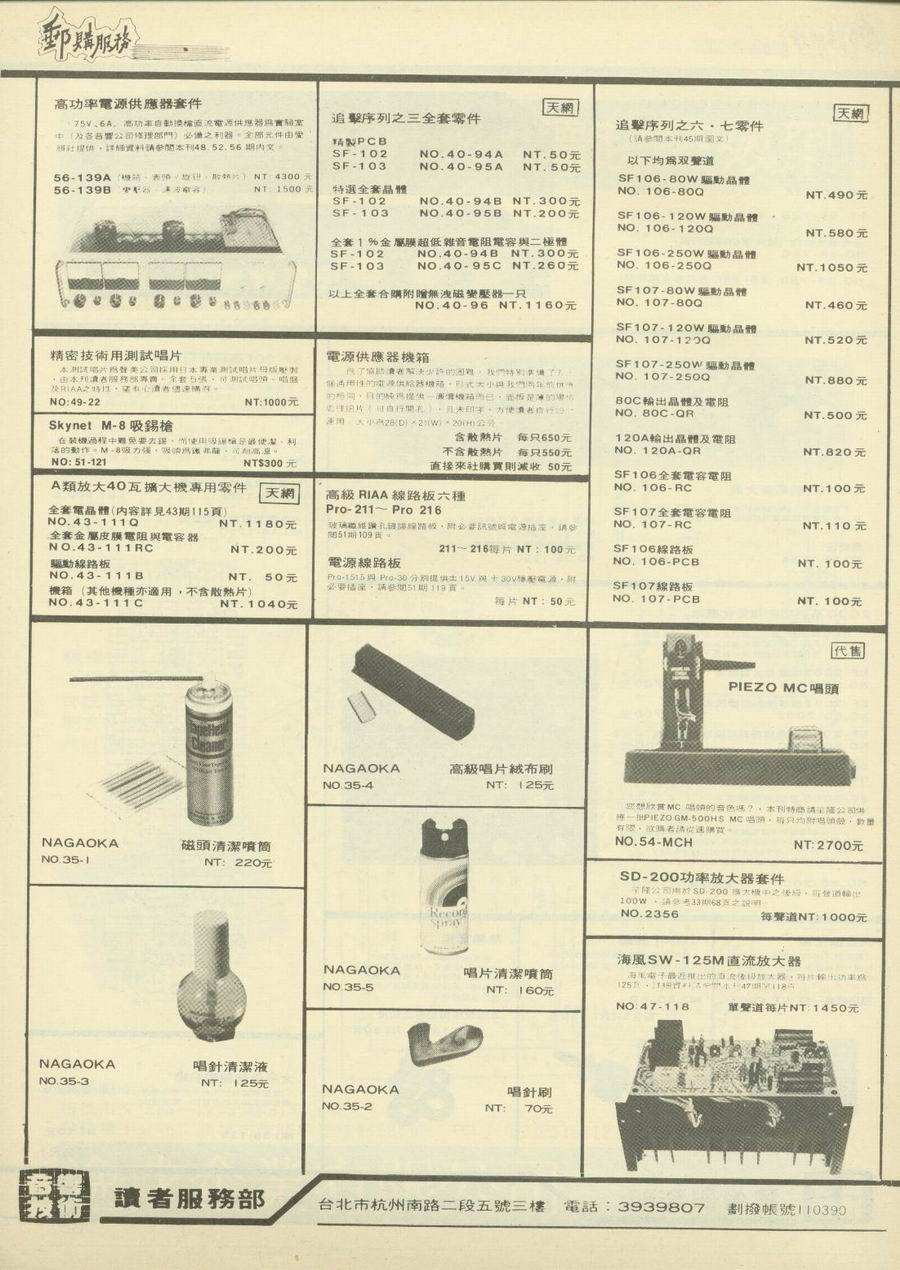 郵購服務
高功率電源供應器套件
75V、6A,高功率自動換檔直流電源供應器爲實驗室
中(及各音響公司修理部門)必備之利器。全部元件由愛
迴社提供,詳細資料請參閱本刊48.52.56期內文。
56-139A(機箱、表頭、旋鈕、散熱片) NT: 4300元
56-139B 變壓器、濾波電容) NT: 1500元
天網
追擊序列之三全套零件
精製PCB
SF-102 NO.40-94A NT. 50元
SF-103 NO.40-95A NT. 50元
特選全套晶體
SF-102 NO.40-94B NT.300元
SF-103 NO.40-95B NT.200元
全套1%金屬膜超低雜音電阻電容與二極體
SF-102 NO.40-94B NT.300元
SF-103 NO.40-95C NT.260元
以上全套合購附贈無洩磁變壓器一只
NO.40-96 NT.1160元
天網
追擊序列之六・七零件
(請參閱本刊45期圖文)
以下均爲双聲道
SF106-80W驅動晶體
NO. 106-80Q NT.490元
SF106-120W驅動晶體
NO. 106-120Q NT.580元
SF106-250W驅動晶體
NO. 106-250Q NT.1050元
SF107-80W驅動晶體
NO. 107-80Q NT.460元
SF107-120W驅動晶體
NO. 107-120Q NT.520元
SF107-250W驅動晶體
NO. 107-250Q NT.880元
80C輸出晶體及電阻
NO. 80C-QR NT.500元
120A輸出晶體及電阻
NO. 120A-QR NT.820元
SF106全套電容電阻
NO. 106-RC NT.100元
SF107全套電容電阻
NO. 107-RC NT.110元
SF106線路板
NO. 106-PCB NT. 100元
SF107線路板
NO. 107-PCB NT. 100元
精密技術用測試唱片
本測試唱片爲聲美公司採用日本專業測試唱片母版壓製
,由本刊讀者服務部專賣。全套5張,可測試唱頭、唱盤
及RIAA之特性,望有心讀者儘速購存。
NO:49-22 NT:1000元
Skynet M-8吸錫槍
在裝機過程中難免要去錫,而使用吸錫槍是最便潔、利
落的動作。M-8吸力强,吸頭爲鐵弗龍,可耐高溫。
NO: 51-121 NT$300元
A類放大40瓦擴大機專用零件 天網
全套電晶體(內容詳見43期115頁)
NO.43-111Q NT.1180元
全套金屬皮膜電阻與電容器
NO.43-111RC NT.200元
驅動線路板
NO.43-111B NT. 50元
機箱(其他機種亦適用,不含散熱片)
NO.43-111C NT.1040元
電源供應器機箱
爲了協助讀者解決火許的困難,我們特別準備了
個通用性的電源供給器機箱,形式大小與我們兩年前供應
的相同,目的純爲提供
處理鋁片(可自行開孔),且未印字,方便讀者自行
運用,大小爲28(D)×21(W)×20(H)公分。
含散熱片 每只650元
不含散熱片 每只550元
直接來社購買則減收 50元
高級RIAA線路板六種
Pro-211～Pro 216
玻璃纖維鑽孔鍍錫線路板,附必要訊號與電源插座,請參
閱51期109頁。
211～216每片 NT:100元
電源線路板
Pro-1515與Pro-30分別提供±15V與+30V穩壓電源,附
必要插座,請參閱51期119頁。
每片NT:50元
TapeHead
Cleaner
NAGAOKA 磁頭清潔噴筒
NO.35-1 NT: 220元
NAGAOKA 高級唱片絨布刷
NO.35-4 NT: 125元
代售
PIEZO MC唱頭
您想欣賞MC唱頭的音色嗎?,本刊特商請全隆公司供
應一批PIEZO GM-500HS MC唱頭,每只均附唱頭殼,數量
有限,欲購者請從速購買。
NO.54-MCH NT:2700元
Record
Spray
NAGAOKA 唱片清潔噴筒
NO.35-5 NT: 160元
SD-200功率放大器套件
全隆公司用於SD-200擴大機中之後級,每聲道輸出
100W,請參考33期68頁之說明。
NO.2356 每聲道NT:1000元
海風SW-125M直流放大器
海風電子最近推出的直流後級放大器,每片輸出功率爲
125瓦,詳細資料請參閱本刊47期第118頁
NO:47-118 單聲道每片NT:1450元
NAGAOKA 唱針清潔液
NO.35-3 NT: 125元
NAGAOKA 唱針刷
NO.35-2 NT: 70元
音響技術
讀者服務部
台北市杭州南路二段五號三樓 電話:3939807 劃撥帳號110390